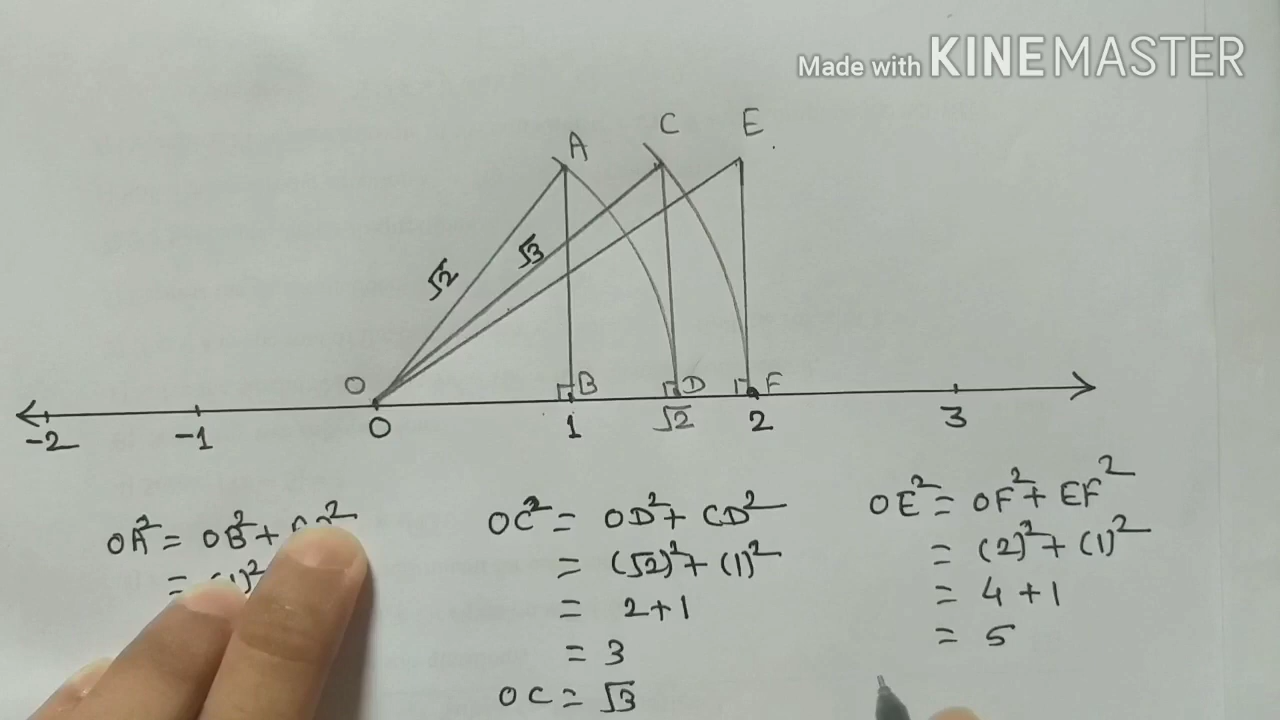 Made with KINEMASTER
A C E
√2 √3
O B D F
-2 -1 0 1 √2 2 3
OA² = OB² +
OC² = OD² + CD²
= (√2)² + (1)²
= 2 + 1
= 3
OC = √3
OE² = OF² + EF²
= (2)² + (1)²
= 4 + 1
= 5